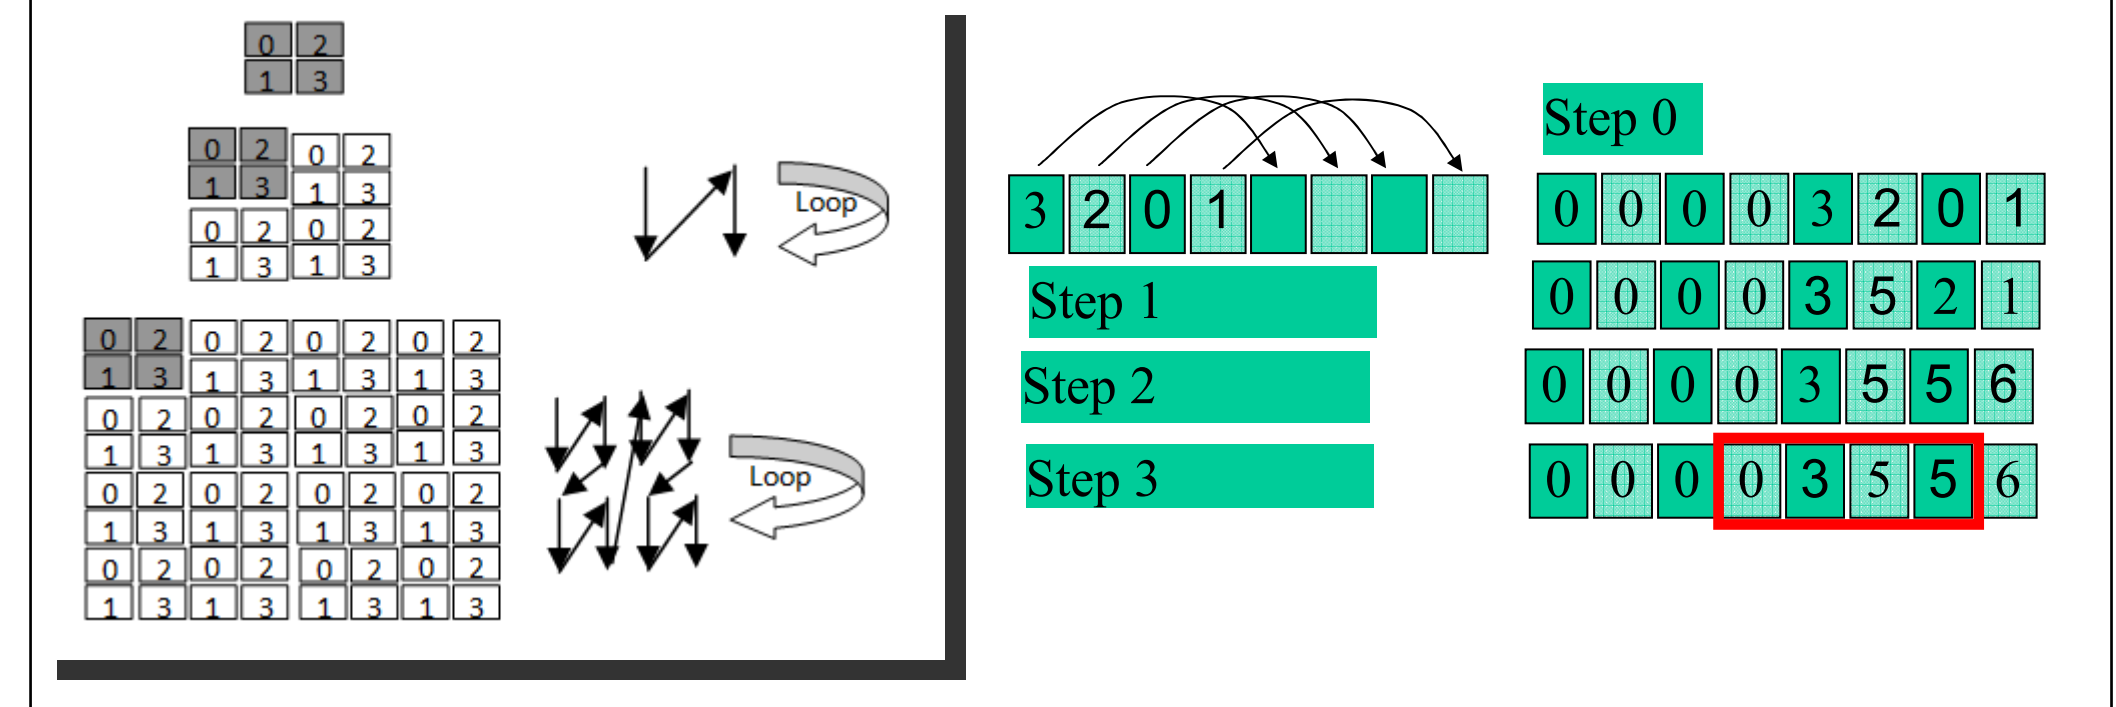 0 2
1 3
0 2 0 2
1 3 1 3
0 2 0 2
1 3 1 3
Loop
0 2 0 2 0 2 0 2
1 3 1 3 1 3 1 3
0 2 0 2 0 2 0 2
1 3 1 3 1 3 1 3
0 2 0 2 0 2 0 2
1 3 1 3 1 3 1 3
0 2 0 2 0 2 0 2
1 3 1 3 1 3 1 3
Loop
3 2 0 1
Step 1
Step 2
Step 3
Step 0
0 0 0 0 3 2 0 1
0 0 0 0 3 5 2 1
0 0 0 0 3 5 5 6
0 0 0 0 3 5 5 6